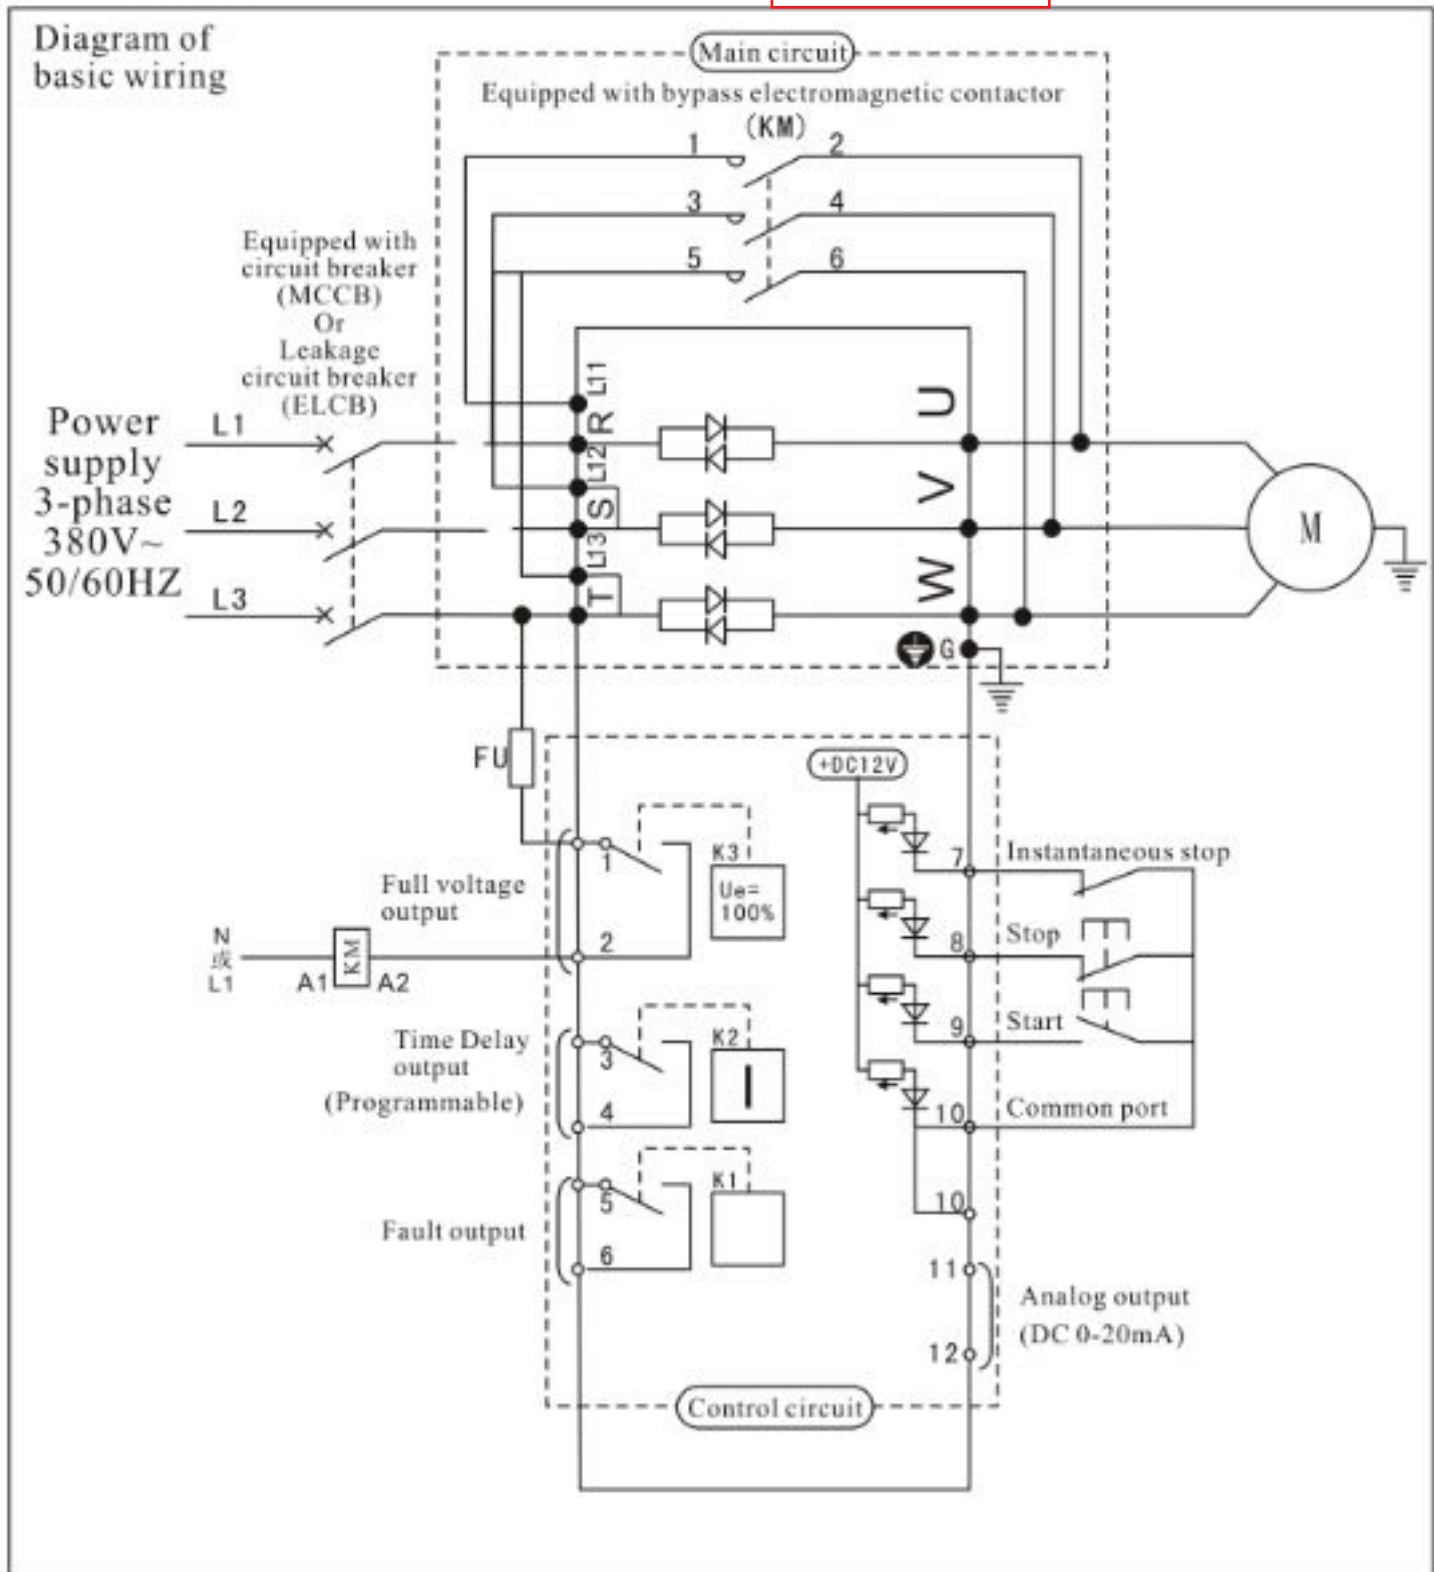 Diagram of
basic wiring
Main circuit
Equipped with bypass electromagnetic contactor
(KM)
1 2
3 4
5 6
Equipped with
circuit breaker
(MCCB)
Or
Leakage
circuit breaker
(ELCB)
Power
supply
3-phase
380V~
50/60HZ
L1
L2
L3
L11
R
L12
S
L13
T
U
V
W
G
M
FU
+DC12V
Full voltage
output
1
2
K3
Ue=
100%
N
或
L1
A1 KM A2
Time Delay
output
(Programmable)
3
4
K2
Fault output
5
6
K1
7 Instantaneous stop
8 Stop
9 Start
10 Common port
10
11
12
Analog output
(DC 0-20mA)
Control circuit